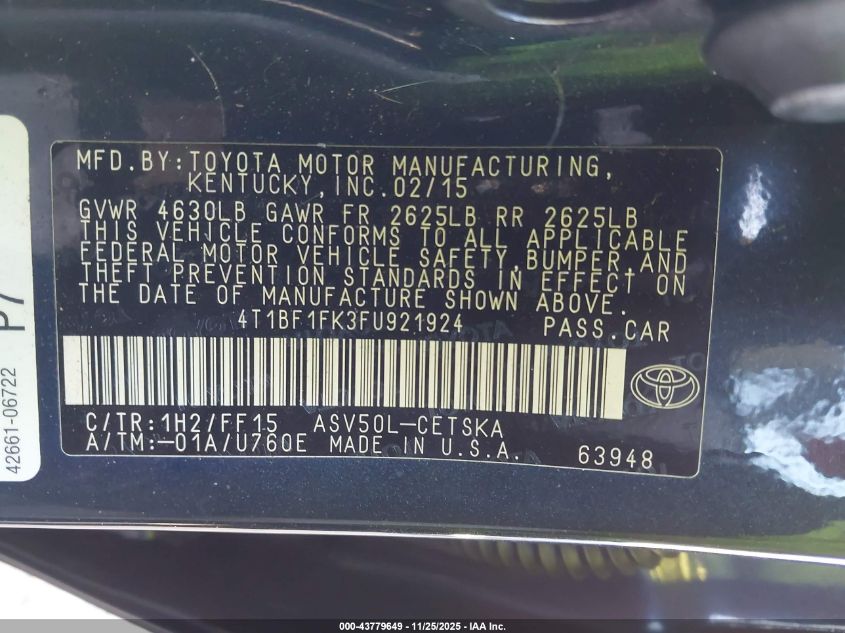 MFD.BY:TOYOTA MOTOR MANUFACTURING,
KENTUCKY,INC.02/15
GVWR 4630LB GAWR FR 2625LB RR 2625LB
THIS VEHICLE CONFORMS TO ALL APPLICABLE
FEDERAL MOTOR VEHICLE SAFETY,BUMPER,AND
THEFT PREVENTION STANDARDS IN EFFECT ON
THE DATE OF MANUFACTURE SHOWN ABOVE.
4T1BF1FK3FU921924 PASS.CAR
C/TR:1H2/FF15 ASV50L-CETSKA
A/TM:-01A/U760E MADE IN U.S.A. 63948
P7
42661-06722
000-43779649 - 11/25/2025 - IAA Inc.